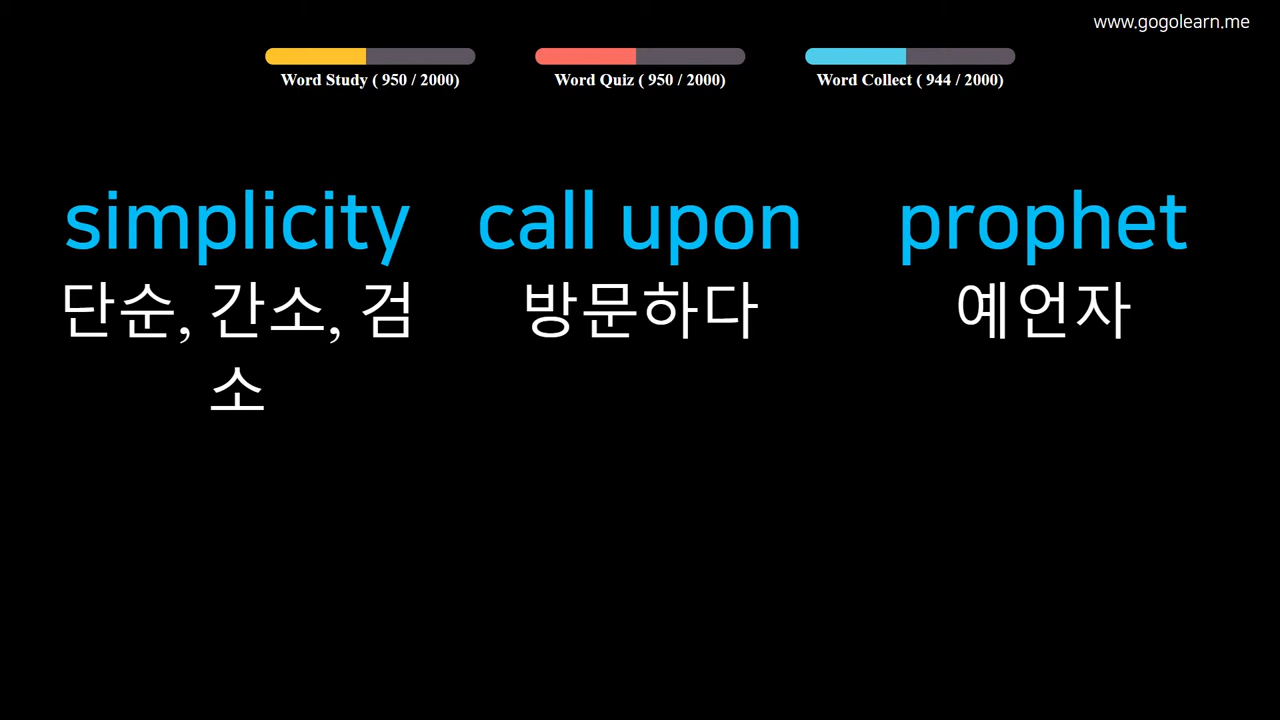 www.gogolearn.me
Word Study ( 950 / 2000)
Word Quiz ( 950 / 2000)
Word Collect ( 944 / 2000)
simplicity
단순, 간소, 검
소
call upon
방문하다
prophet
예언자